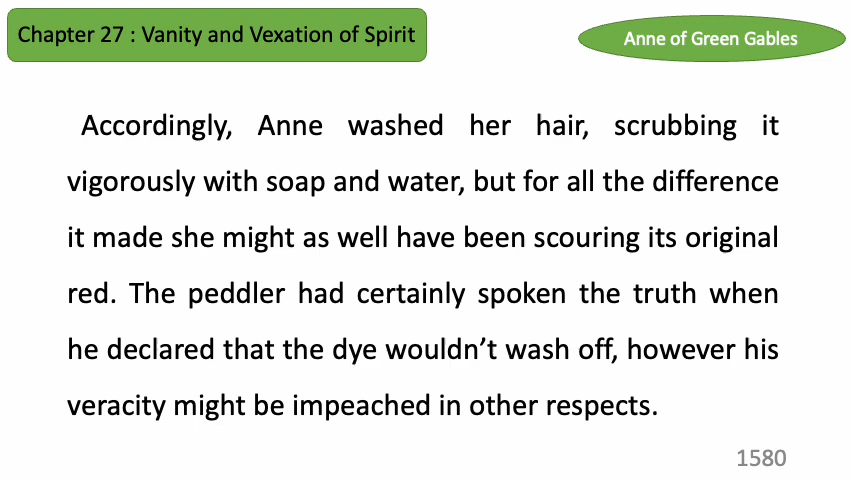 Chapter 27 : Vanity and Vexation of Spirit
Anne of Green Gables
Accordingly, Anne washed her hair, scrubbing it
vigorously with soap and water, but for all the difference
it made she might as well have been scouring its original
red. The peddler had certainly spoken the truth when
he declared that the dye wouldn’t wash off, however his
veracity might be impeached in other respects.
1580